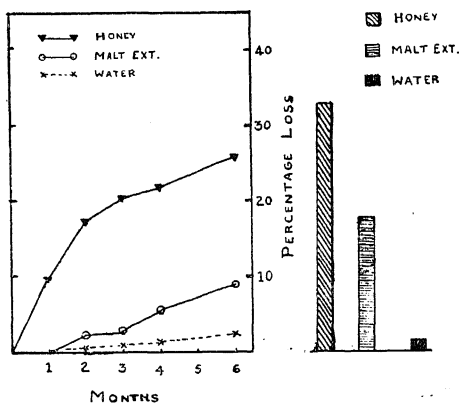 HONEY
MALT EXT.
WATER
40
30
20
10
PERCENTAGE LOSS
1 2 3 4 5 6
MONTHS
HONEY
MALT EXT.
WATER